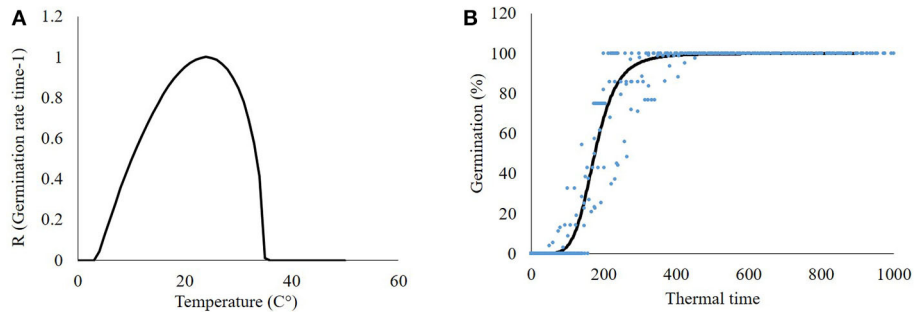 A
R (Germination rate time-1)
1.2
1
0.8
0.6
0.4
0.2
0
0 20 40 60
Temperature (C°)
B
Germination (%)
120
100
80
60
40
20
0
0 200 400 600 800 1000
Thermal time